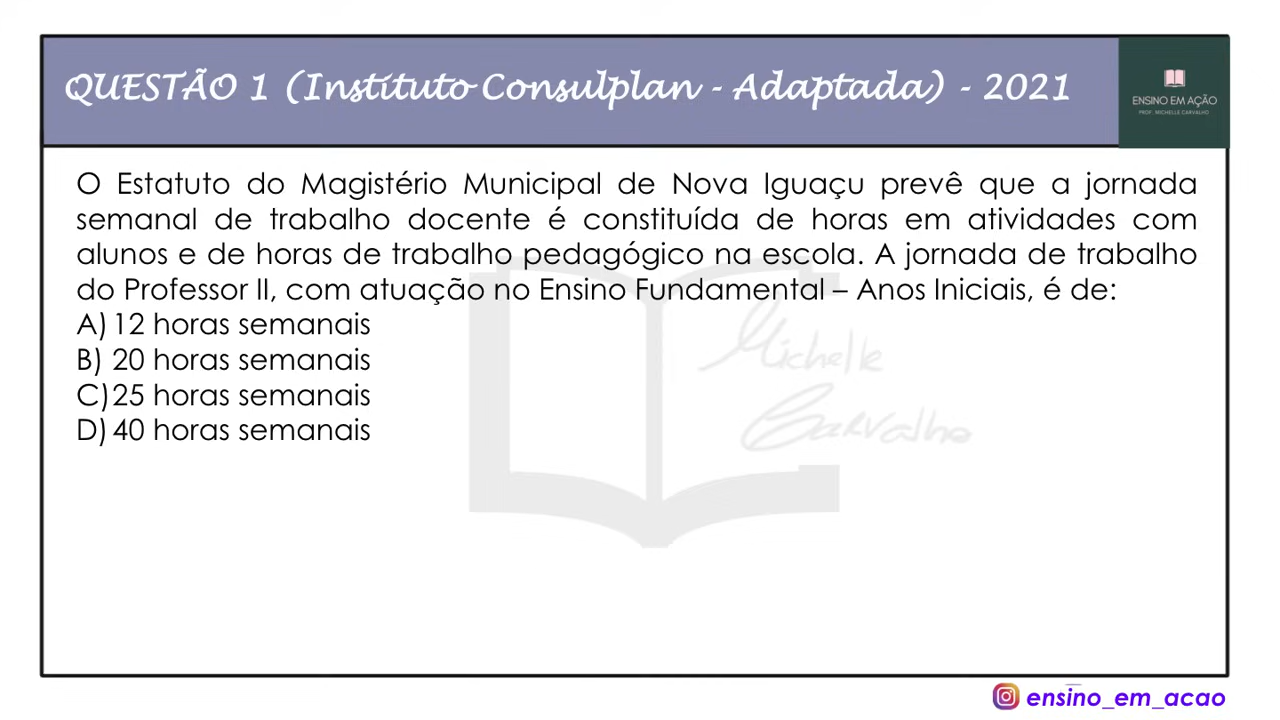 QUESTÃO 1 (Instituto Consulplan - Adaptada) - 2021
ENSINO EM AÇÃO
PROF. MICHELLE CARVALHO
O Estatuto do Magistério Municipal de Nova Iguaçu prevê que a jornada
semanal de trabalho docente é constituída de horas em atividades com
alunos e de horas de trabalho pedagógico na escola. A jornada de trabalho
do Professor II, com atuação no Ensino Fundamental – Anos Iniciais, é de:
A) 12 horas semanais
B) 20 horas semanais
C) 25 horas semanais
D) 40 horas semanais
Michelle
Carvalho
ensino_em_acao